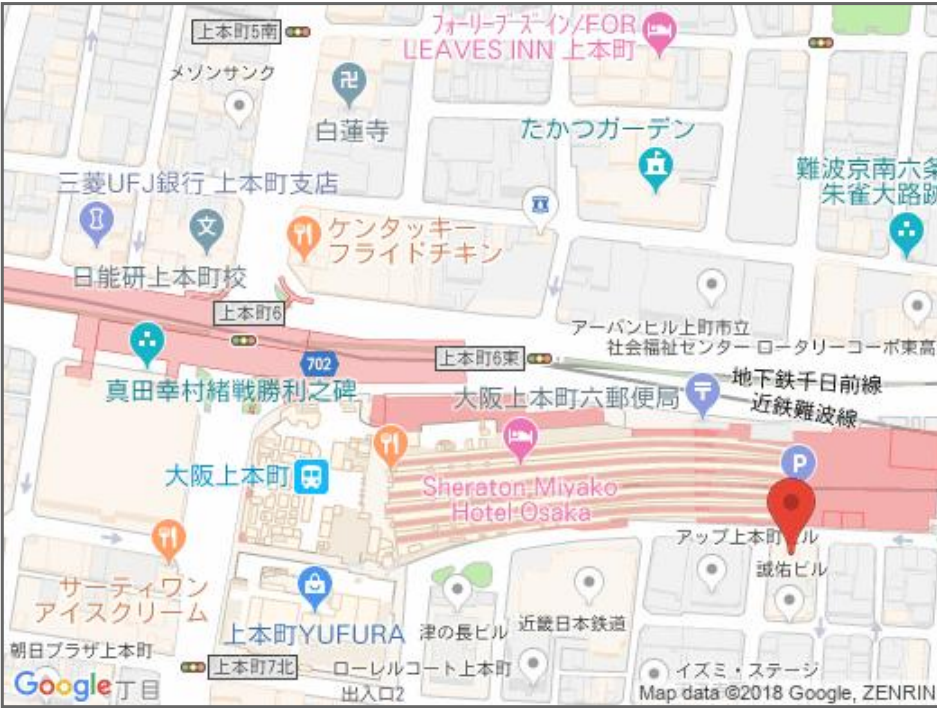 上本町5南
フォーリーブズイン/FOR
LEAVES INN 上本町
メゾンサンク
卍
白蓮寺
たかつガーデン
難波京南六条
朱雀大路跡
三菱UFJ銀行 上本町支店
文
ケンタッキー
フライドチキン
日能研上本町校
上本町6
アーバンヒル上町市立
社会福祉センター ロータリーコーポ東高
702
上本町6東
地下鉄千日前線
近鉄難波線
真田幸村緒戦勝利之碑
大阪上本町六郵便局
〒
P
大阪上本町
Sheraton Miyako
Hotel Osaka
アップ上本町ビル
誠佑ビル
サーティワン
アイスクリーム
上本町YUFURA
津の長ビル
近畿日本鉄道
朝日プラザ上本町
上本町7北
ローレルコート上本町
イズミ・ステージ
Google
丁目
出入口2
Map data ©2018 Google, ZENRIN